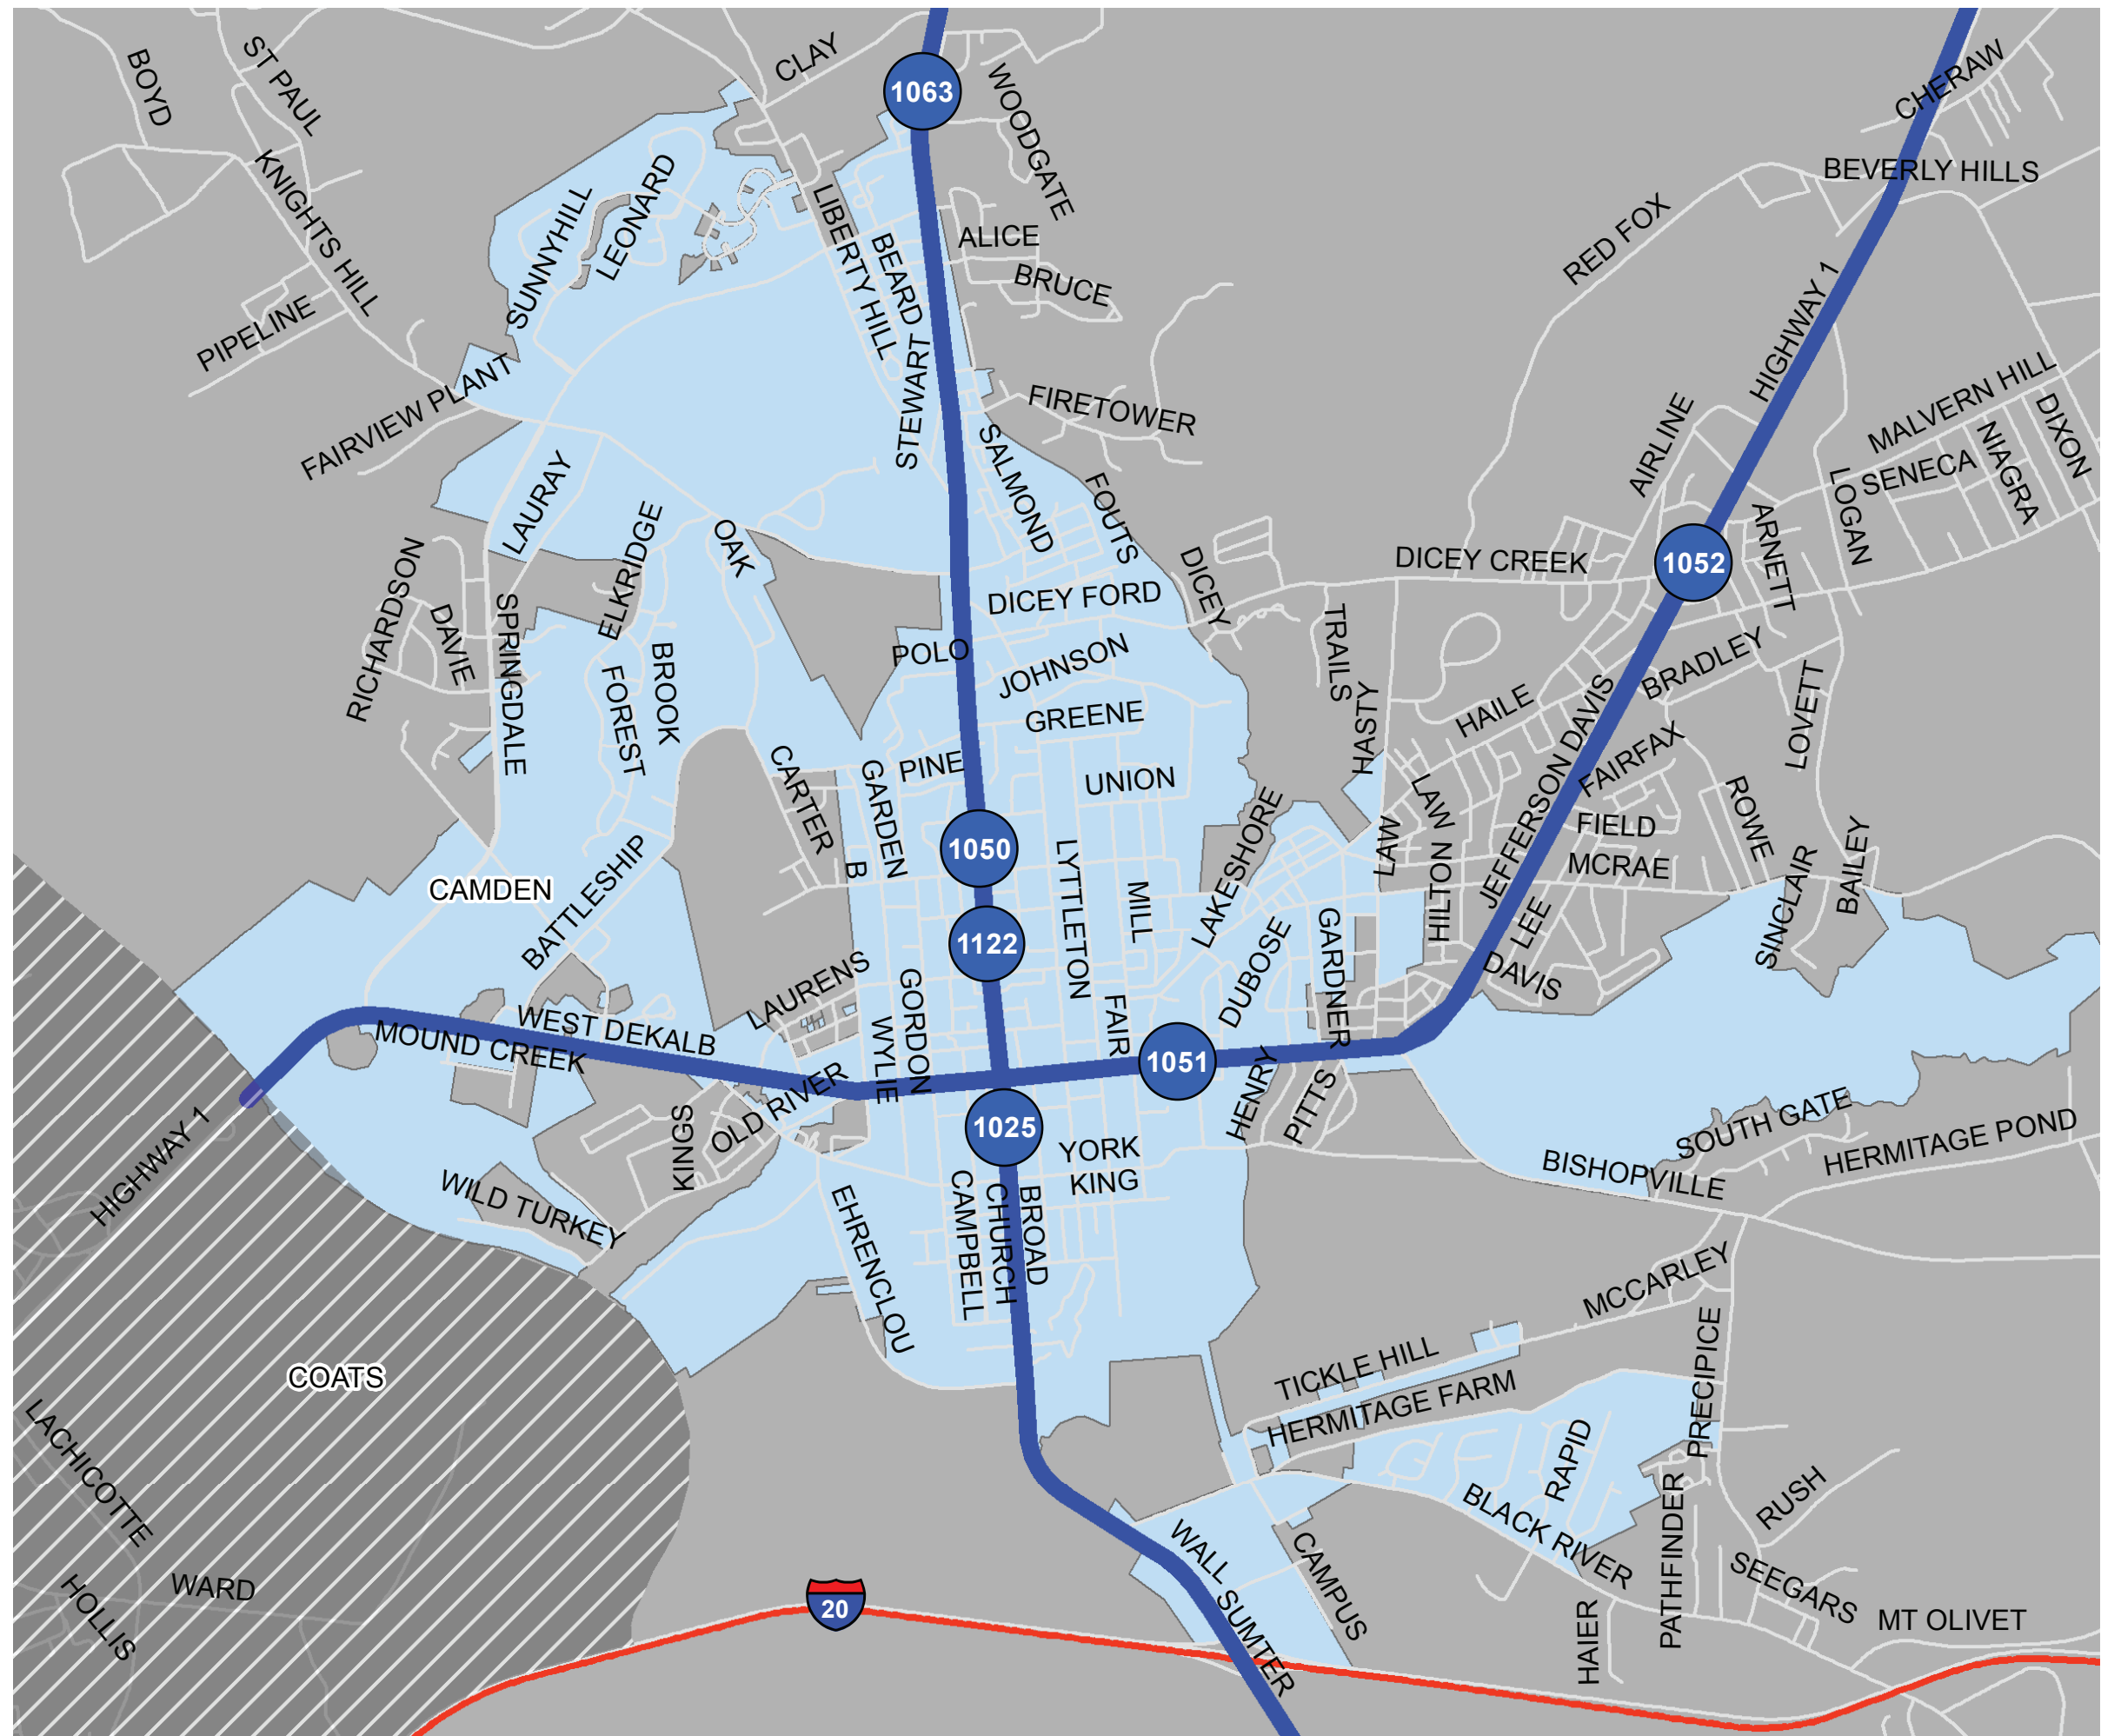 CLAY
BOYD
ST PAUL
1063
WOODGATE
CHERAW
BEVERLY HILLS
KNIGHTS HILL
SUNNYHILL
LEONARD
LIBERTY HILL
BEARD
ALICE
BRUCE
RED FOX
HIGHWAY 1
PIPELINE
STEWART
FIRETOWER
FAIRVIEW PLANT
AIRLINE
MALVERN HILL
DIXON
NIAGRA
SENECA
LOGAN
LAURAY
SALMOND
FOUTS
ELKRIDGE
OAK
ARNETT
DICEY CREEK
1052
RICHARDSON
DAVIE
SPRINGDALE
DICEY FORD
DICEY
TRAILS
POLO
JOHNSON
BROOK
FOREST
BRADLEY
LOVETT
HASTY
HAILE
GREENE
JEFFERSON DAVIS
FAIRFAX
CARTER
GARDEN
PINE
UNION
LAKESHORE
LAW
LAW
ROWE
FIELD
MCRAE
1050
B
LYTTLETON
MILL
CAMDEN
BATTLESHIP
HILTON
LEE
SINCLAIR
BAILEY
1122
DUBOSE
GARDNER
DAVIS
LAURENS
GORDON
WYLIE
FAIR
WEST DEKALB
MOUND CREEK
1051
HENRY
PITTS
HIGHWAY 1
KINGS
OLD RIVER
1025
YORK
KING
SOUTH GATE
HERMITAGE POND
BISHOPVILLE
WILD TURKEY
EHRENCLOU
CAMPBELL
CHURCH
BROAD
MCCARLEY
PRECIPICE
TICKLE HILL
HERMITAGE FARM
COATS
LACHICOTTE
RAPID
BLACK RIVER
PATHFINDER
RUSH
WALL
CAMPUS
SEEGARS
WARD
HOLLIS
20
SUMTER
HAIER
MT OLIVET